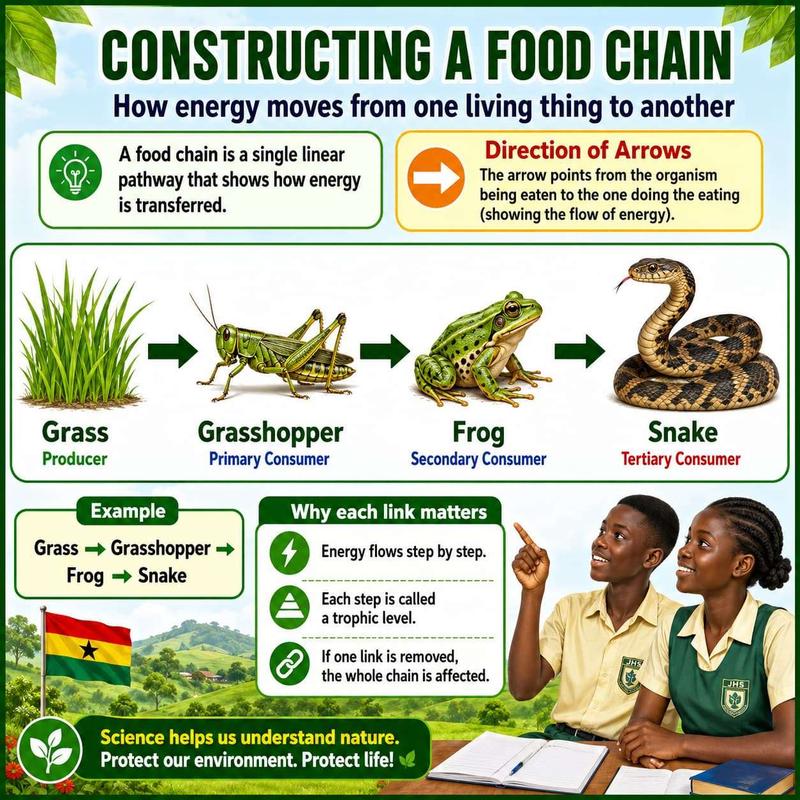 CONSTRUCTING A FOOD CHAIN
How energy moves from one living thing to another
A food chain is a single linear
pathway that shows how energy
is transferred.
Direction of Arrows
The arrow points from the organism
being eaten to the one doing the eating
(showing the flow of energy).
Grass
Producer
Grasshopper
Primary Consumer
Frog
Secondary Consumer
Snake
Tertiary Consumer
Example
Grass → Grasshopper →
Frog → Snake
Why each link matters
Energy flows step by step.
Each step is called
a trophic level.
If one link is removed,
the whole chain is affected.
JHS
JHS
Science helps us understand nature.
Protect our environment. Protect life!